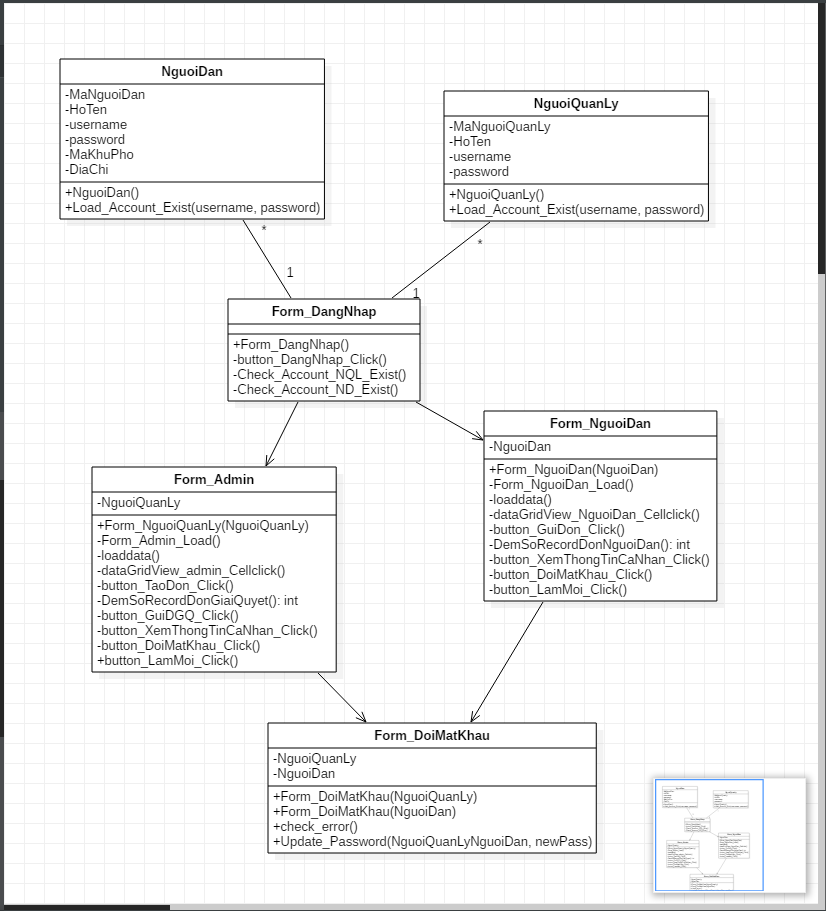 NguoiDan
-MaNguoiDan
-HoTen
-username
-password
-MaKhuPho
-DiaChi
+NguoiDan()
+Load_Account_Exist(username, password)
NguoiQuanLy
-MaNguoiQuanLy
-HoTen
-username
-password
+NguoiQuanLy()
+Load_Account_Exist(username, password)
*
1
*
1
Form_DangNhap
+Form_DangNhap()
-button_DangNhap_Click()
-Check_Account_NQL_Exist()
-Check_Account_ND_Exist()
Form_NguoiDan
-NguoiDan
+Form_NguoiDan(NguoiDan)
-Form_NguoiDan_Load()
-loaddata()
-dataGridView_NguoiDan_Cellclick()
-button_GuiDon_Click()
-DemSoRecordDonNguoiDan(): int
-button_XemThongTinCaNhan_Click()
-button_DoiMatKhau_Click()
-button_LamMoi_Click()
Form_Admin
-NguoiQuanLy
+Form_NguoiQuanLy(NguoiQuanLy)
-Form_Admin_Load()
-loaddata()
-dataGridView_admin_Cellclick()
-button_TaoDon_Click()
-DemSoRecordDonGiaiQuyet(): int
-button_GuiDGQ_Click()
-button_XemThongTinCaNhan_Click()
-button_DoiMatKhau_Click()
+button_LamMoi_Click()
Form_DoiMatKhau
-NguoiQuanLy
-NguoiDan
+Form_DoiMatKhau(NguoiQuanLy)
+Form_DoiMatKhau(NguoiDan)
+check_error()
+Update_Password(NguoiQuanLyNguoiDan, newPass)